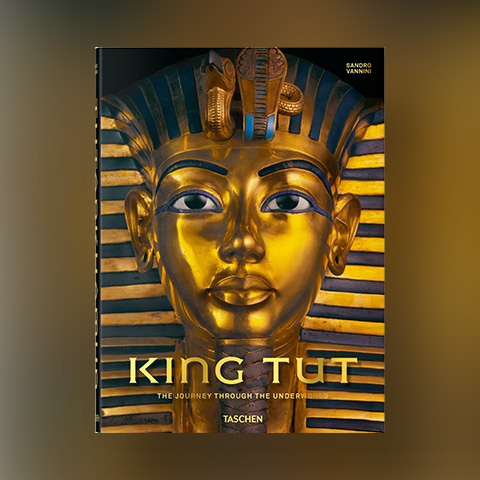 SANDRO
VANNINI
KING TUT
THE JOURNEY THROUGH THE UNDERWORLD
TASCHEN